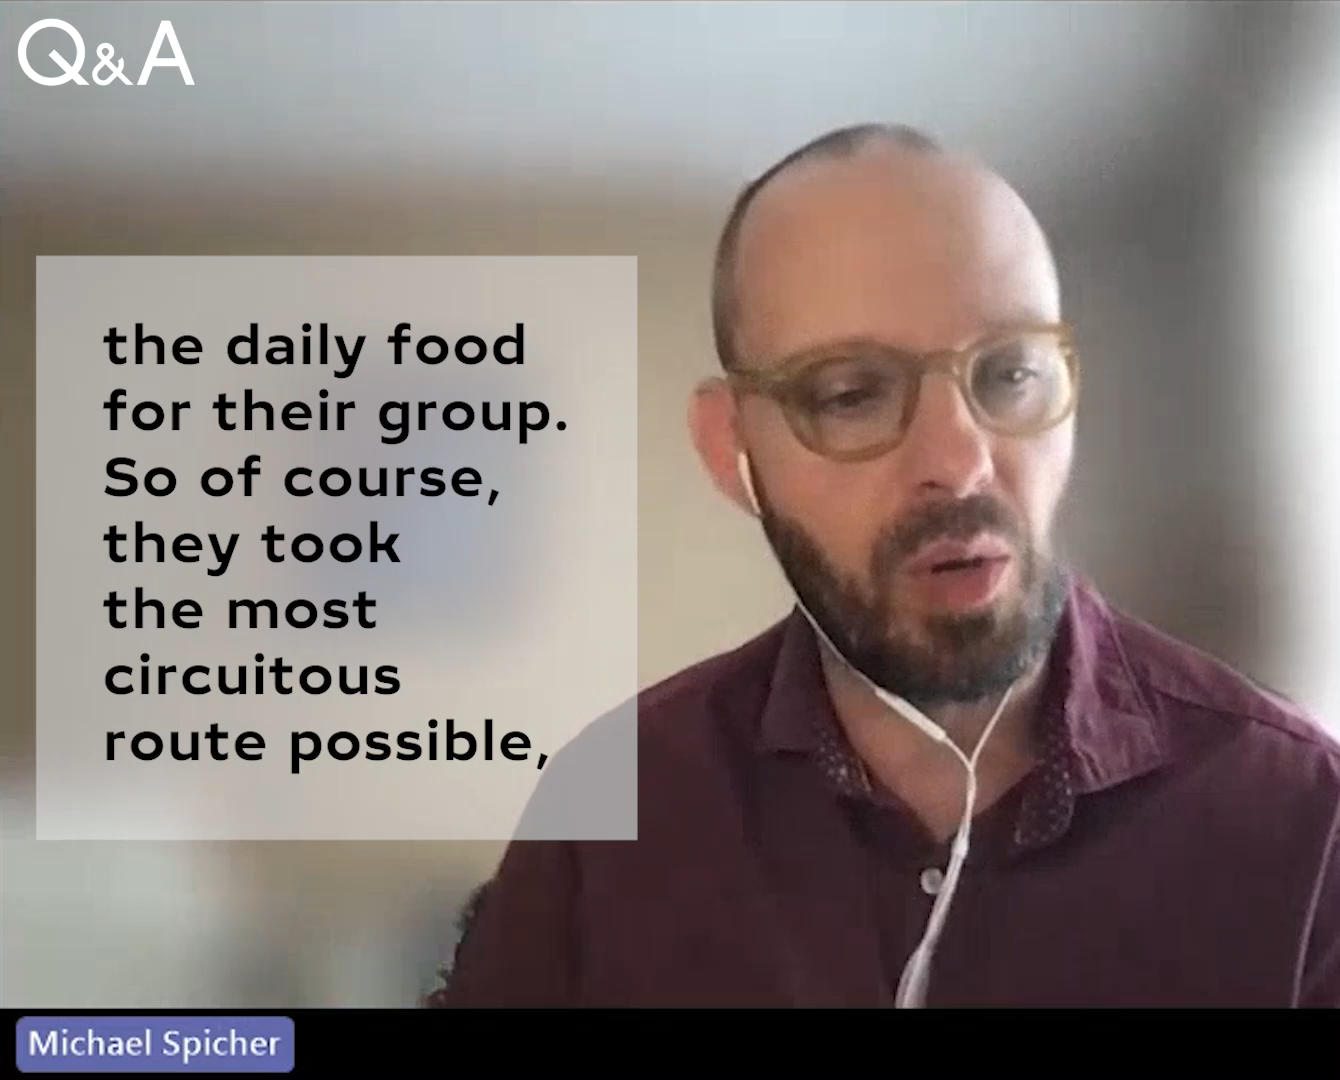 Q&A
the daily food
for their group.
So of course,
they took
the most
circuitous
route possible,
Michael Spicher